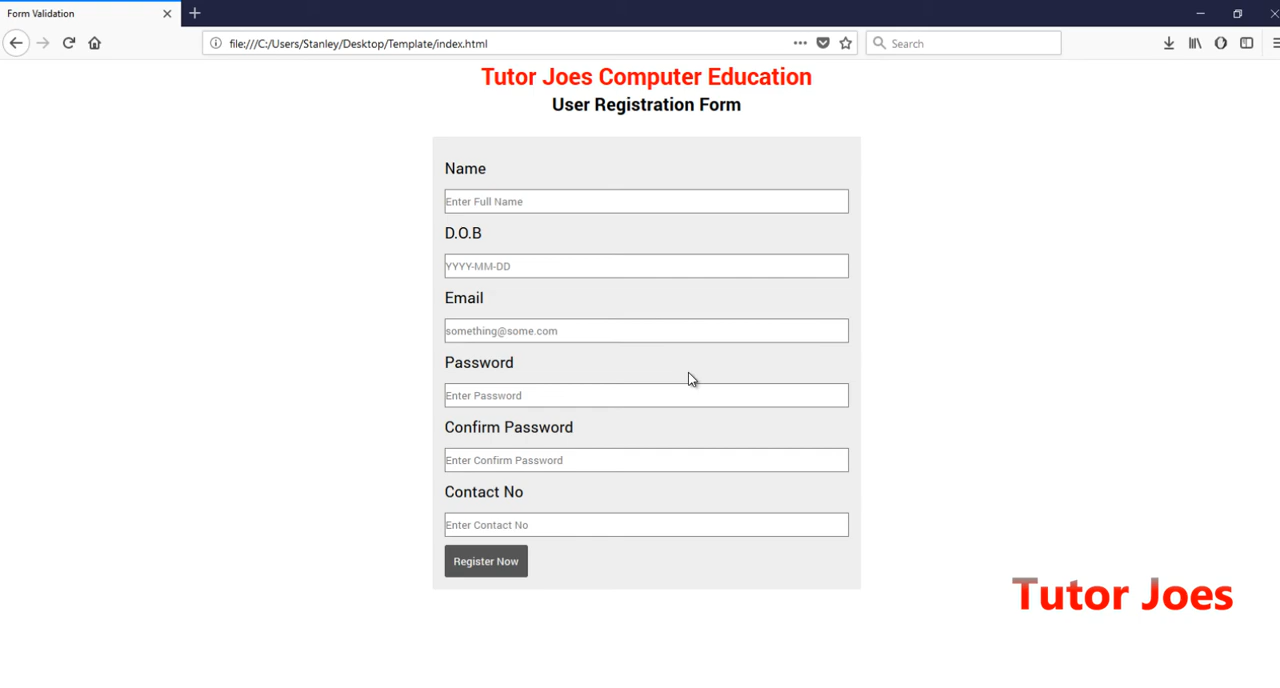 Form Validation
file:///C:/Users/Stanley/Desktop/Template/index.html
Search
Tutor Joes Computer Education
User Registration Form
Name
Enter Full Name
D.O.B
YYYY-MM-DD
Email
something@some.com
Password
Enter Password
Confirm Password
Enter Confirm Password
Contact No
Enter Contact No
Register Now
Tutor Joes